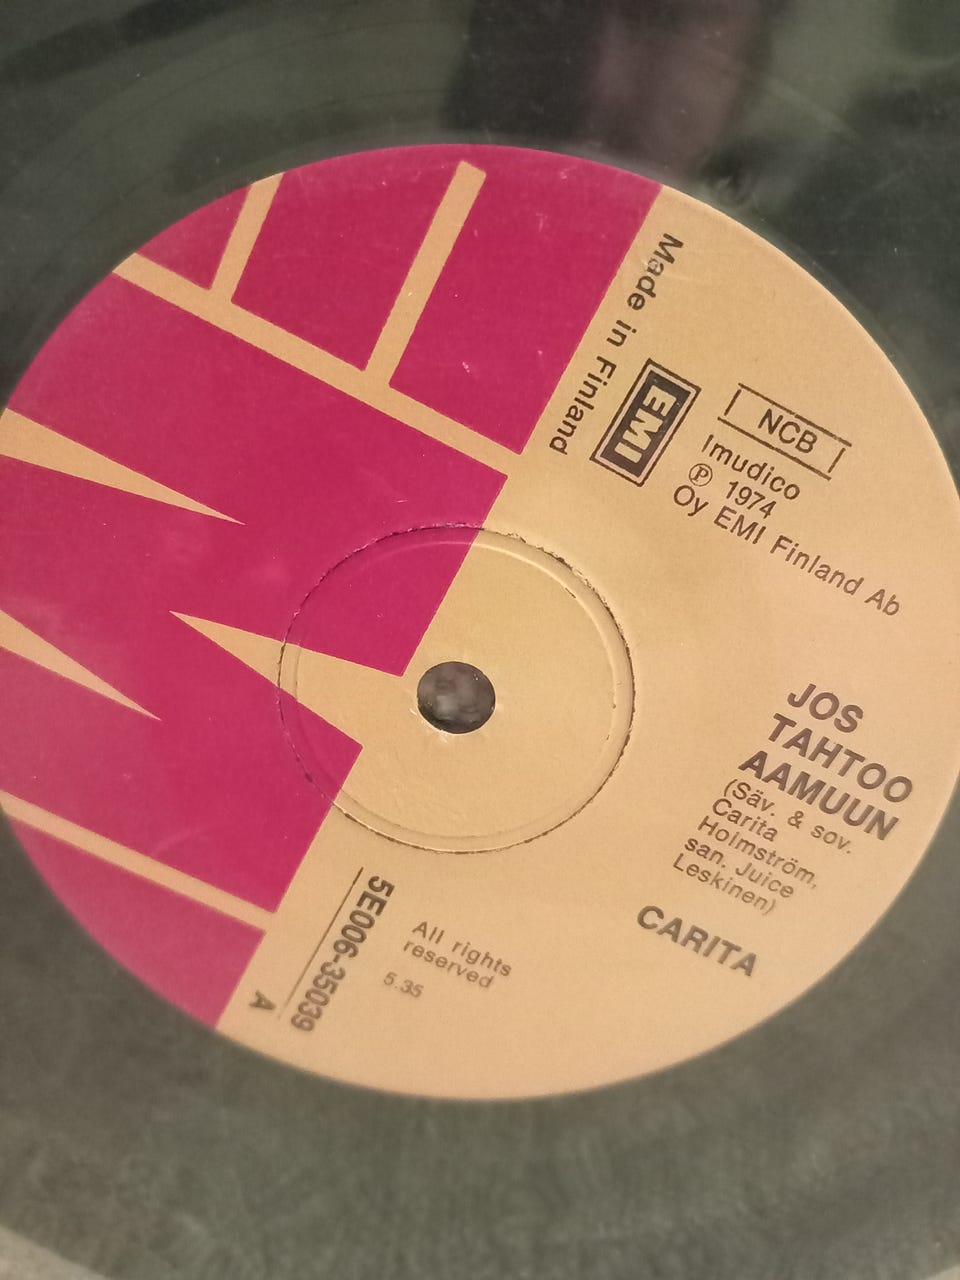 EMI
Made in Finland
EMI
NCB
Imudico
℗ 1974
Oy EMI Finland Ab
JOS
TAHTOO
AAMUUN
(Säv. & sov.
Carita
Holmström,
san. Juice
Leskinen)
CARITA
All rights
reserved
5.35
5E006-35039
A